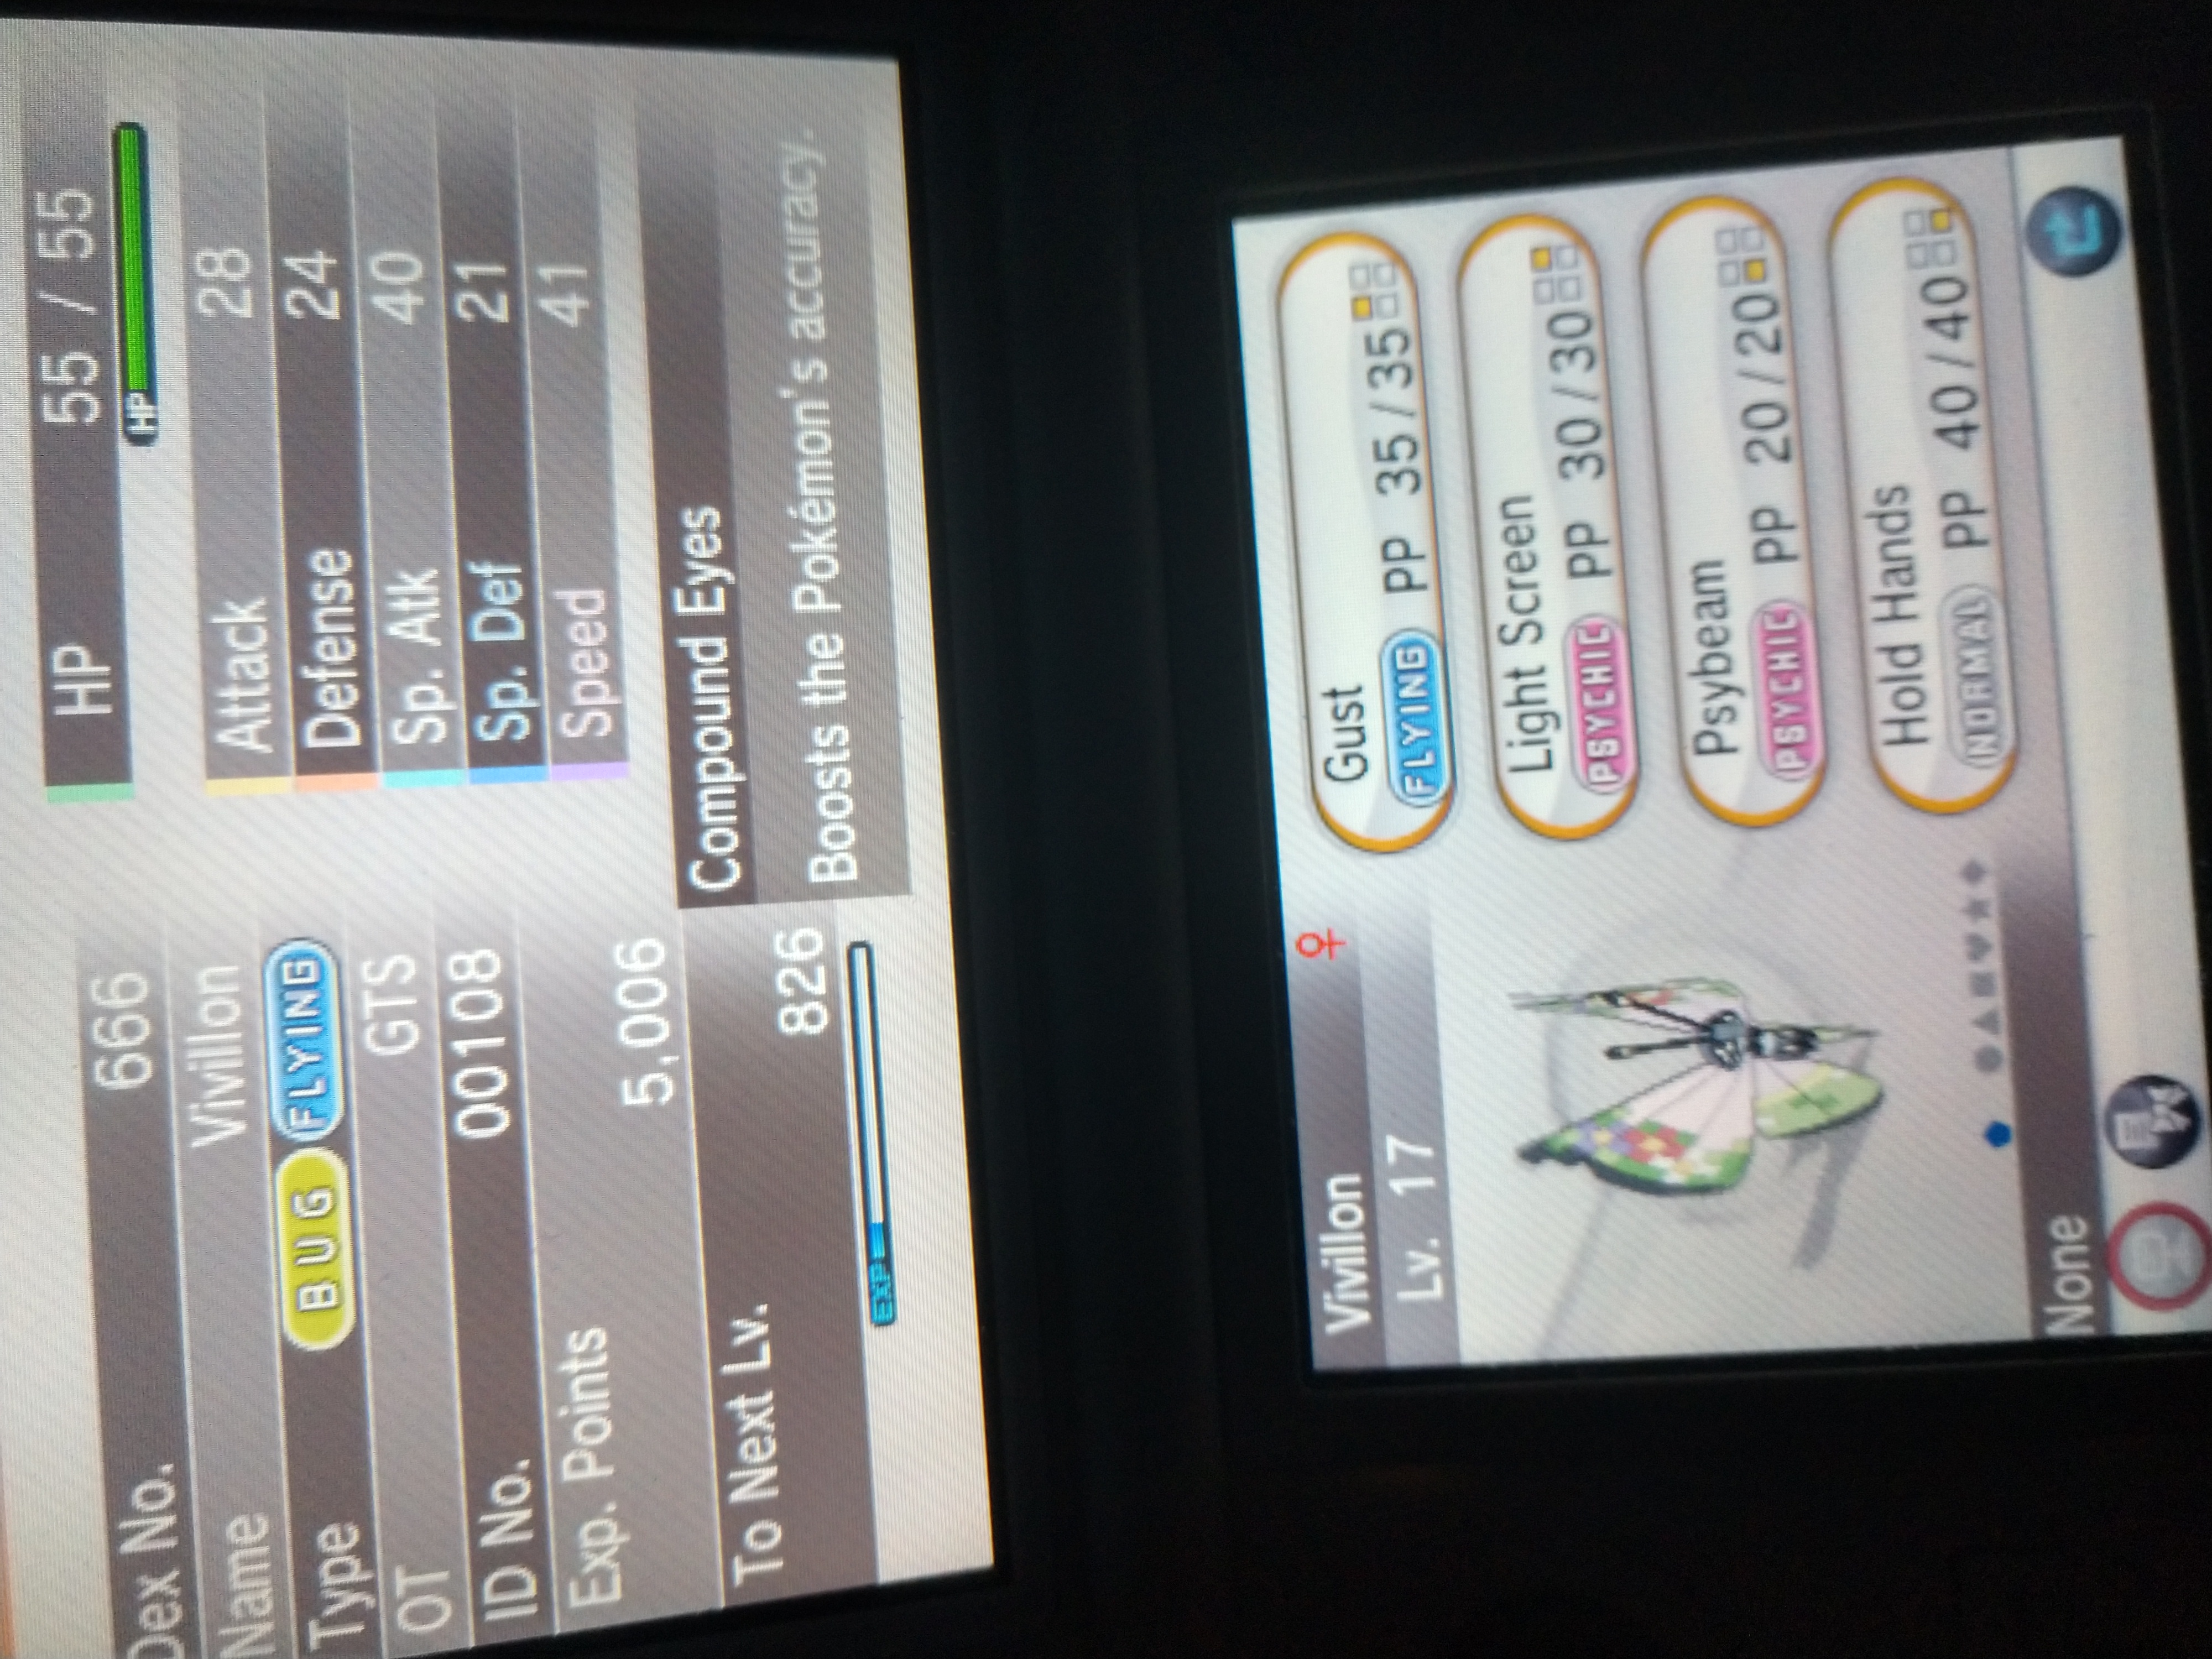 HP 55 / 55
HP
Dex No. 666
Name Vivillon
Type BUG FLYING
OT GTS
ID No. 00108
Exp. Points
5,006
To Next Lv.
826
EXP
Attack 28
Defense 24
Sp. Atk 40
Sp. Def 21
Speed 41
Compound Eyes
Boosts the Pokémon's accuracy.
Vivillon ♀
Lv. 17
Gust
FLYING PP 35/35
Light Screen
PSYCHIC PP 30/30
Psybeam
PSYCHIC PP 20/20
Hold Hands
NORMAL PP 40/40
None